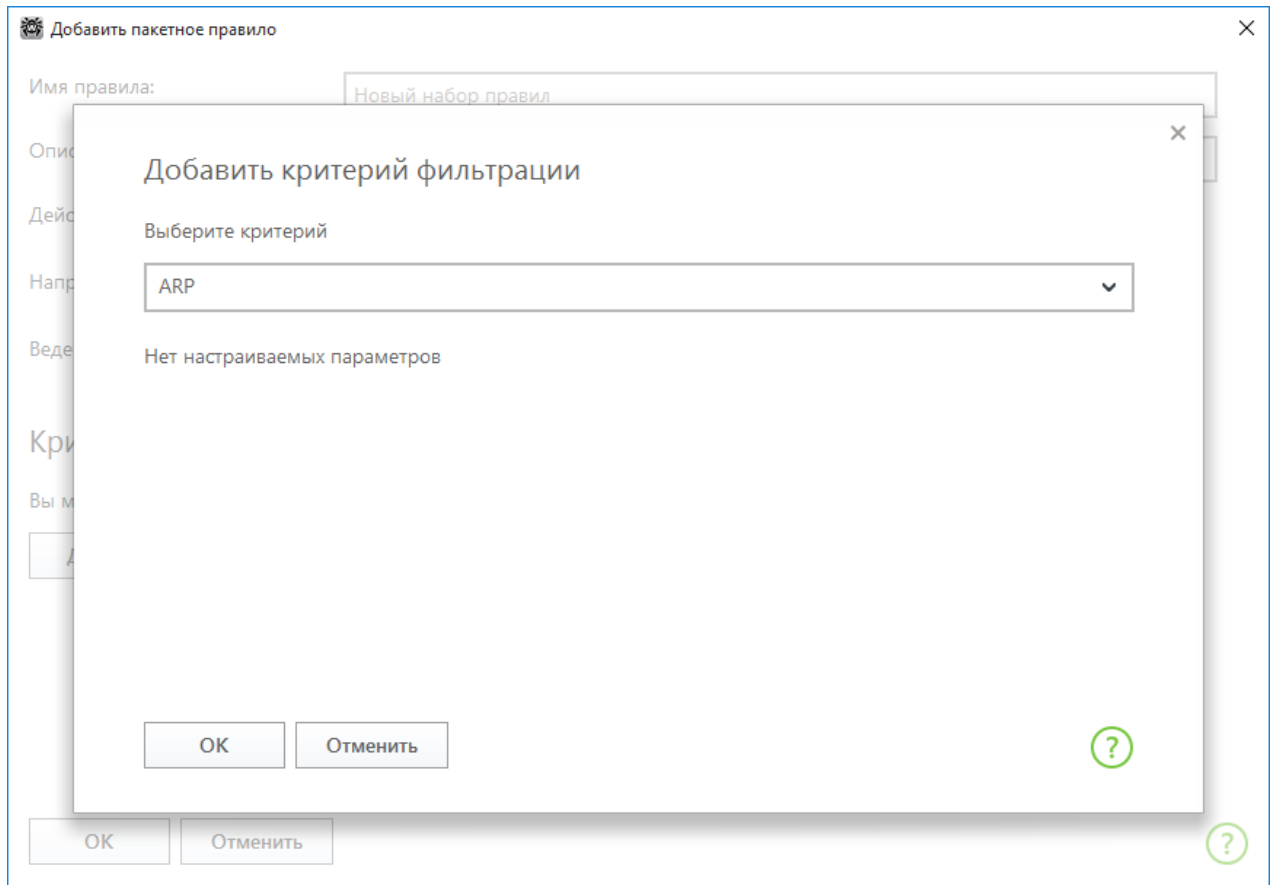 Добавить пакетное правило
Имя правила:
Новый набор правил
Добавить критерий фильтрации
Выберите критерий
ARP
Нет настраиваемых параметров
OK
Отменить
?
OK
Отменить
?